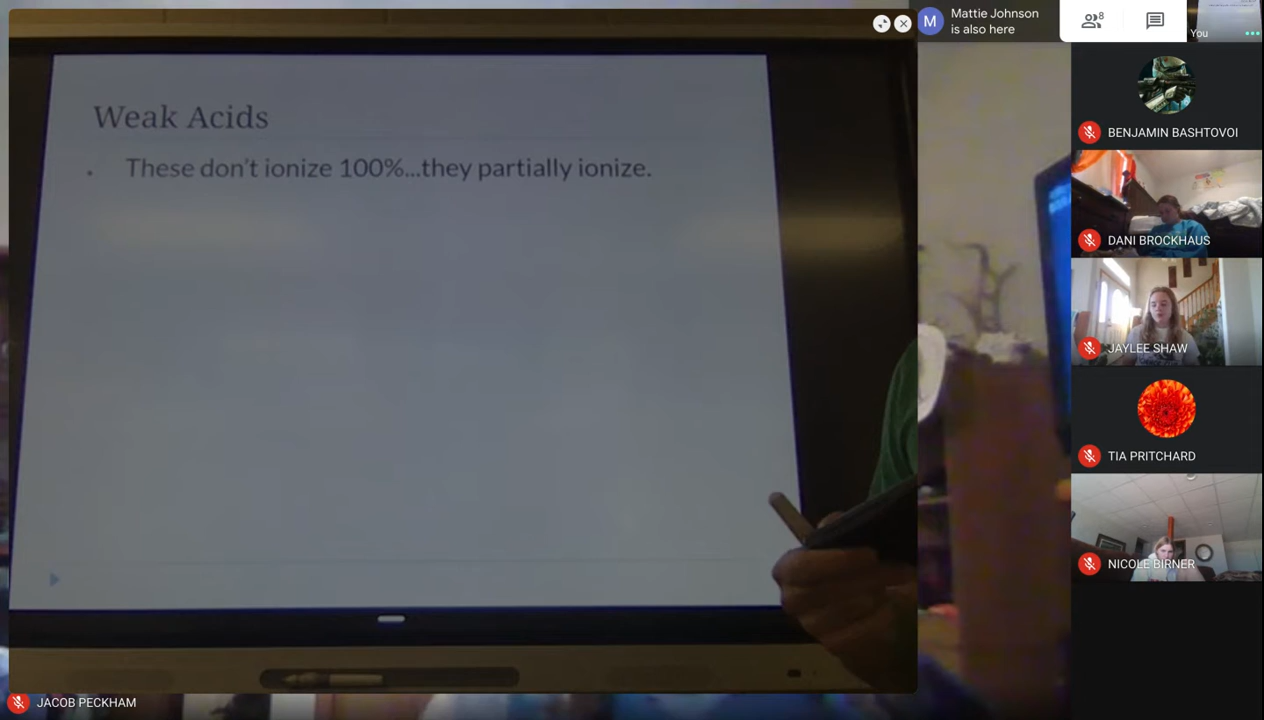 Weak Acids
• These don't ionize 100%...they partially ionize.
M
Mattie Johnson
is also here
8
You
BENJAMIN BASHTOVOI
DANI BROCKHAUS
JAYLEE SHAW
TIA PRITCHARD
NICOLE BIRNER
JACOB PECKHAM